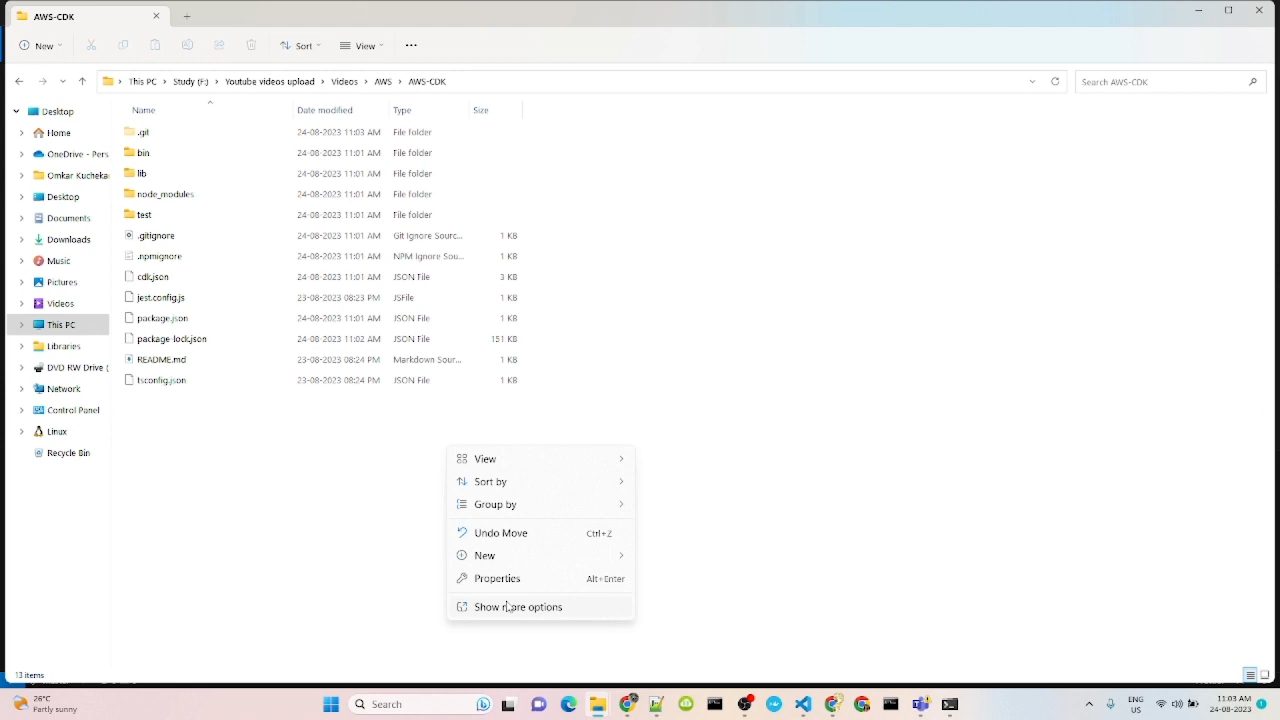 AWS-CDK
New
Sort
View
This PC > Study (F:) > Youtube videos upload > Videos > AWS > AWS-CDK
Search AWS-CDK
Name Date modified Type Size
Desktop
Home
OneDrive - Pers
Omkar Kucheka
Desktop
Documents
Downloads
Music
Pictures
Videos
This PC
Libraries
DVD RW Drive (
Network
Control Panel
Linux
Recycle Bin
.git 24-08-2023 11:03 AM File folder
bin 24-08-2023 11:01 AM File folder
lib 24-08-2023 11:01 AM File folder
node_modules 24-08-2023 11:01 AM File folder
test 24-08-2023 11:01 AM File folder
.gitignore 24-08-2023 11:01 AM Git Ignore Sourc... 1 KB
.npmignore 24-08-2023 11:01 AM NPM Ignore Sou... 1 KB
cdk.json 24-08-2023 11:01 AM JSON File 3 KB
jest.config.js 23-08-2023 08:23 PM JSFile 1 KB
package.json 24-08-2023 11:01 AM JSON File 1 KB
package-lock.json 24-08-2023 11:02 AM JSON File 151 KB
README.md 23-08-2023 08:24 PM Markdown Sour... 1 KB
tsconfig.json 23-08-2023 08:24 PM JSON File 1 KB
View
Sort by
Group by
Undo Move Ctrl+Z
New
Properties Alt+Enter
Show more options
13 items
28°C
Partly sunny
Search
ENG
US
11:03 AM
24-08-2023